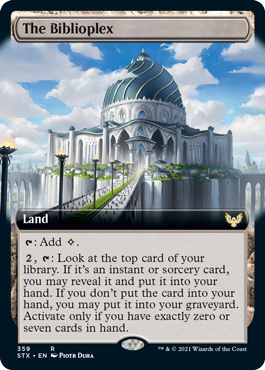 The Biblioplex
Land
: Add .
2, : Look at the top card of your
library. If it's an instant or sorcery card,
you may reveal it and put it into your
hand. If you don't put the card into your
hand, you may put it into your graveyard.
Activate only if you have exactly zero or
seven cards in hand.
359 R
STX • EN Piotr Dura
™ & © 2021 Wizards of the Coast